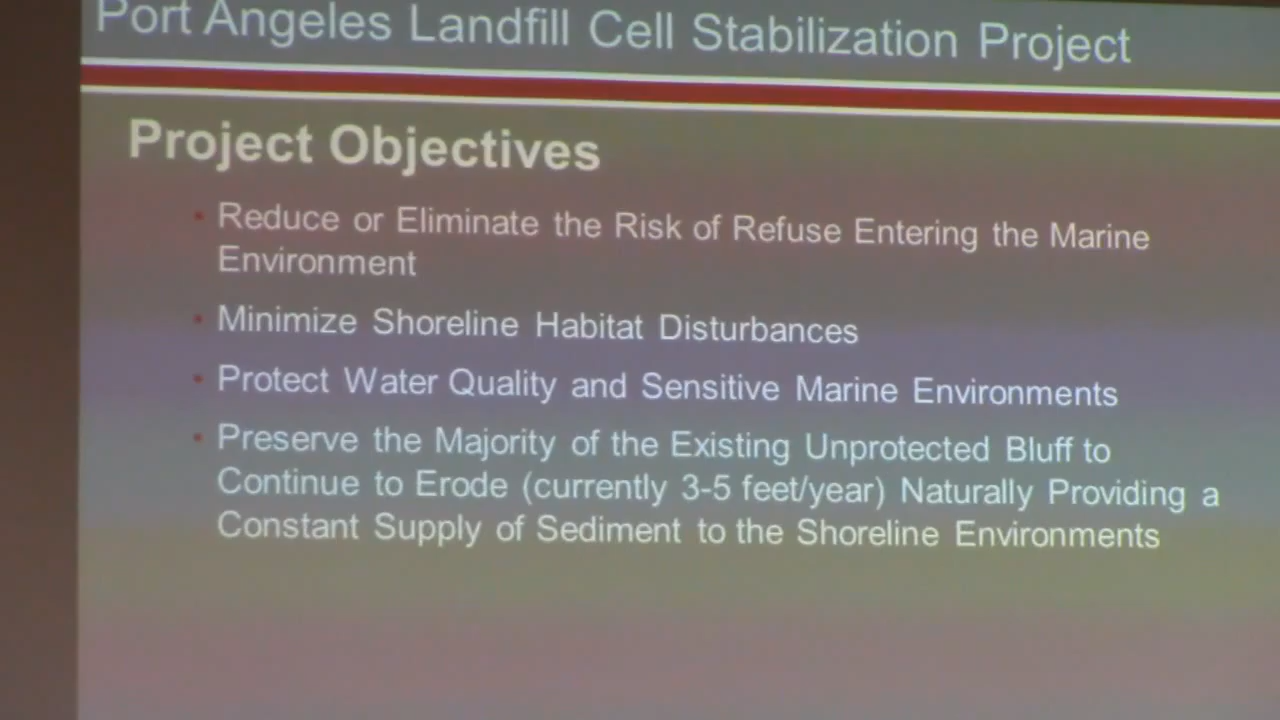 Port Angeles Landfill Cell Stabilization Project
Project Objectives
• Reduce or Eliminate the Risk of Refuse Entering the Marine
Environment
• Minimize Shoreline Habitat Disturbances
• Protect Water Quality and Sensitive Marine Environments
• Preserve the Majority of the Existing Unprotected Bluff to
Continue to Erode (currently 3-5 feet/year) Naturally Providing a
Constant Supply of Sediment to the Shoreline Environments